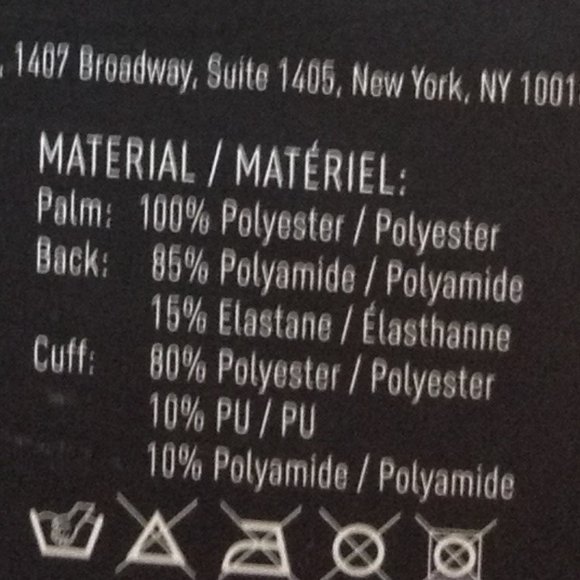 , 1407 Broadway, Suite 1405, New York, NY 1001
MATERIAL / MATÉRIEL:
Palm: 100% Polyester / Polyester
Back: 85% Polyamide / Polyamide
15% Elastane / Élasthanne
Cuff: 80% Polyester / Polyester
10% PU / PU
10% Polyamide / Polyamide